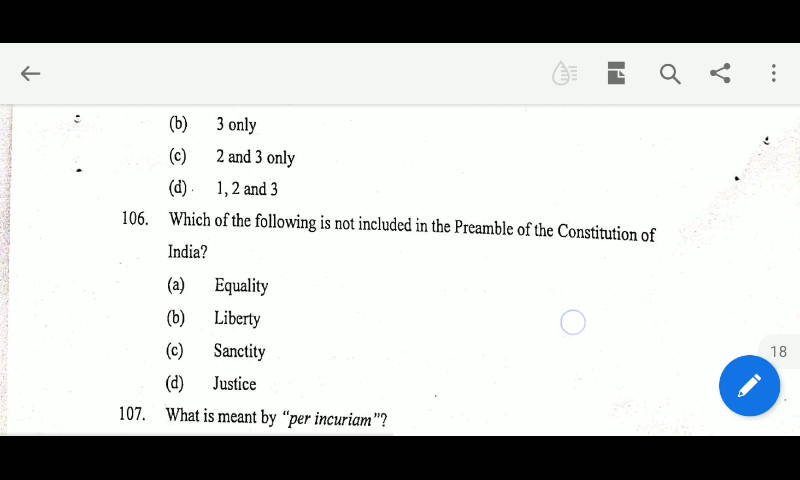 (b) 3 only
(c) 2 and 3 only
(d) 1, 2 and 3
106. Which of the following is not included in the Preamble of the Constitution of
India?
(a) Equality
(b) Liberty
(c) Sanctity
(d) Justice
18
107. What is meant by "per incuriam"?